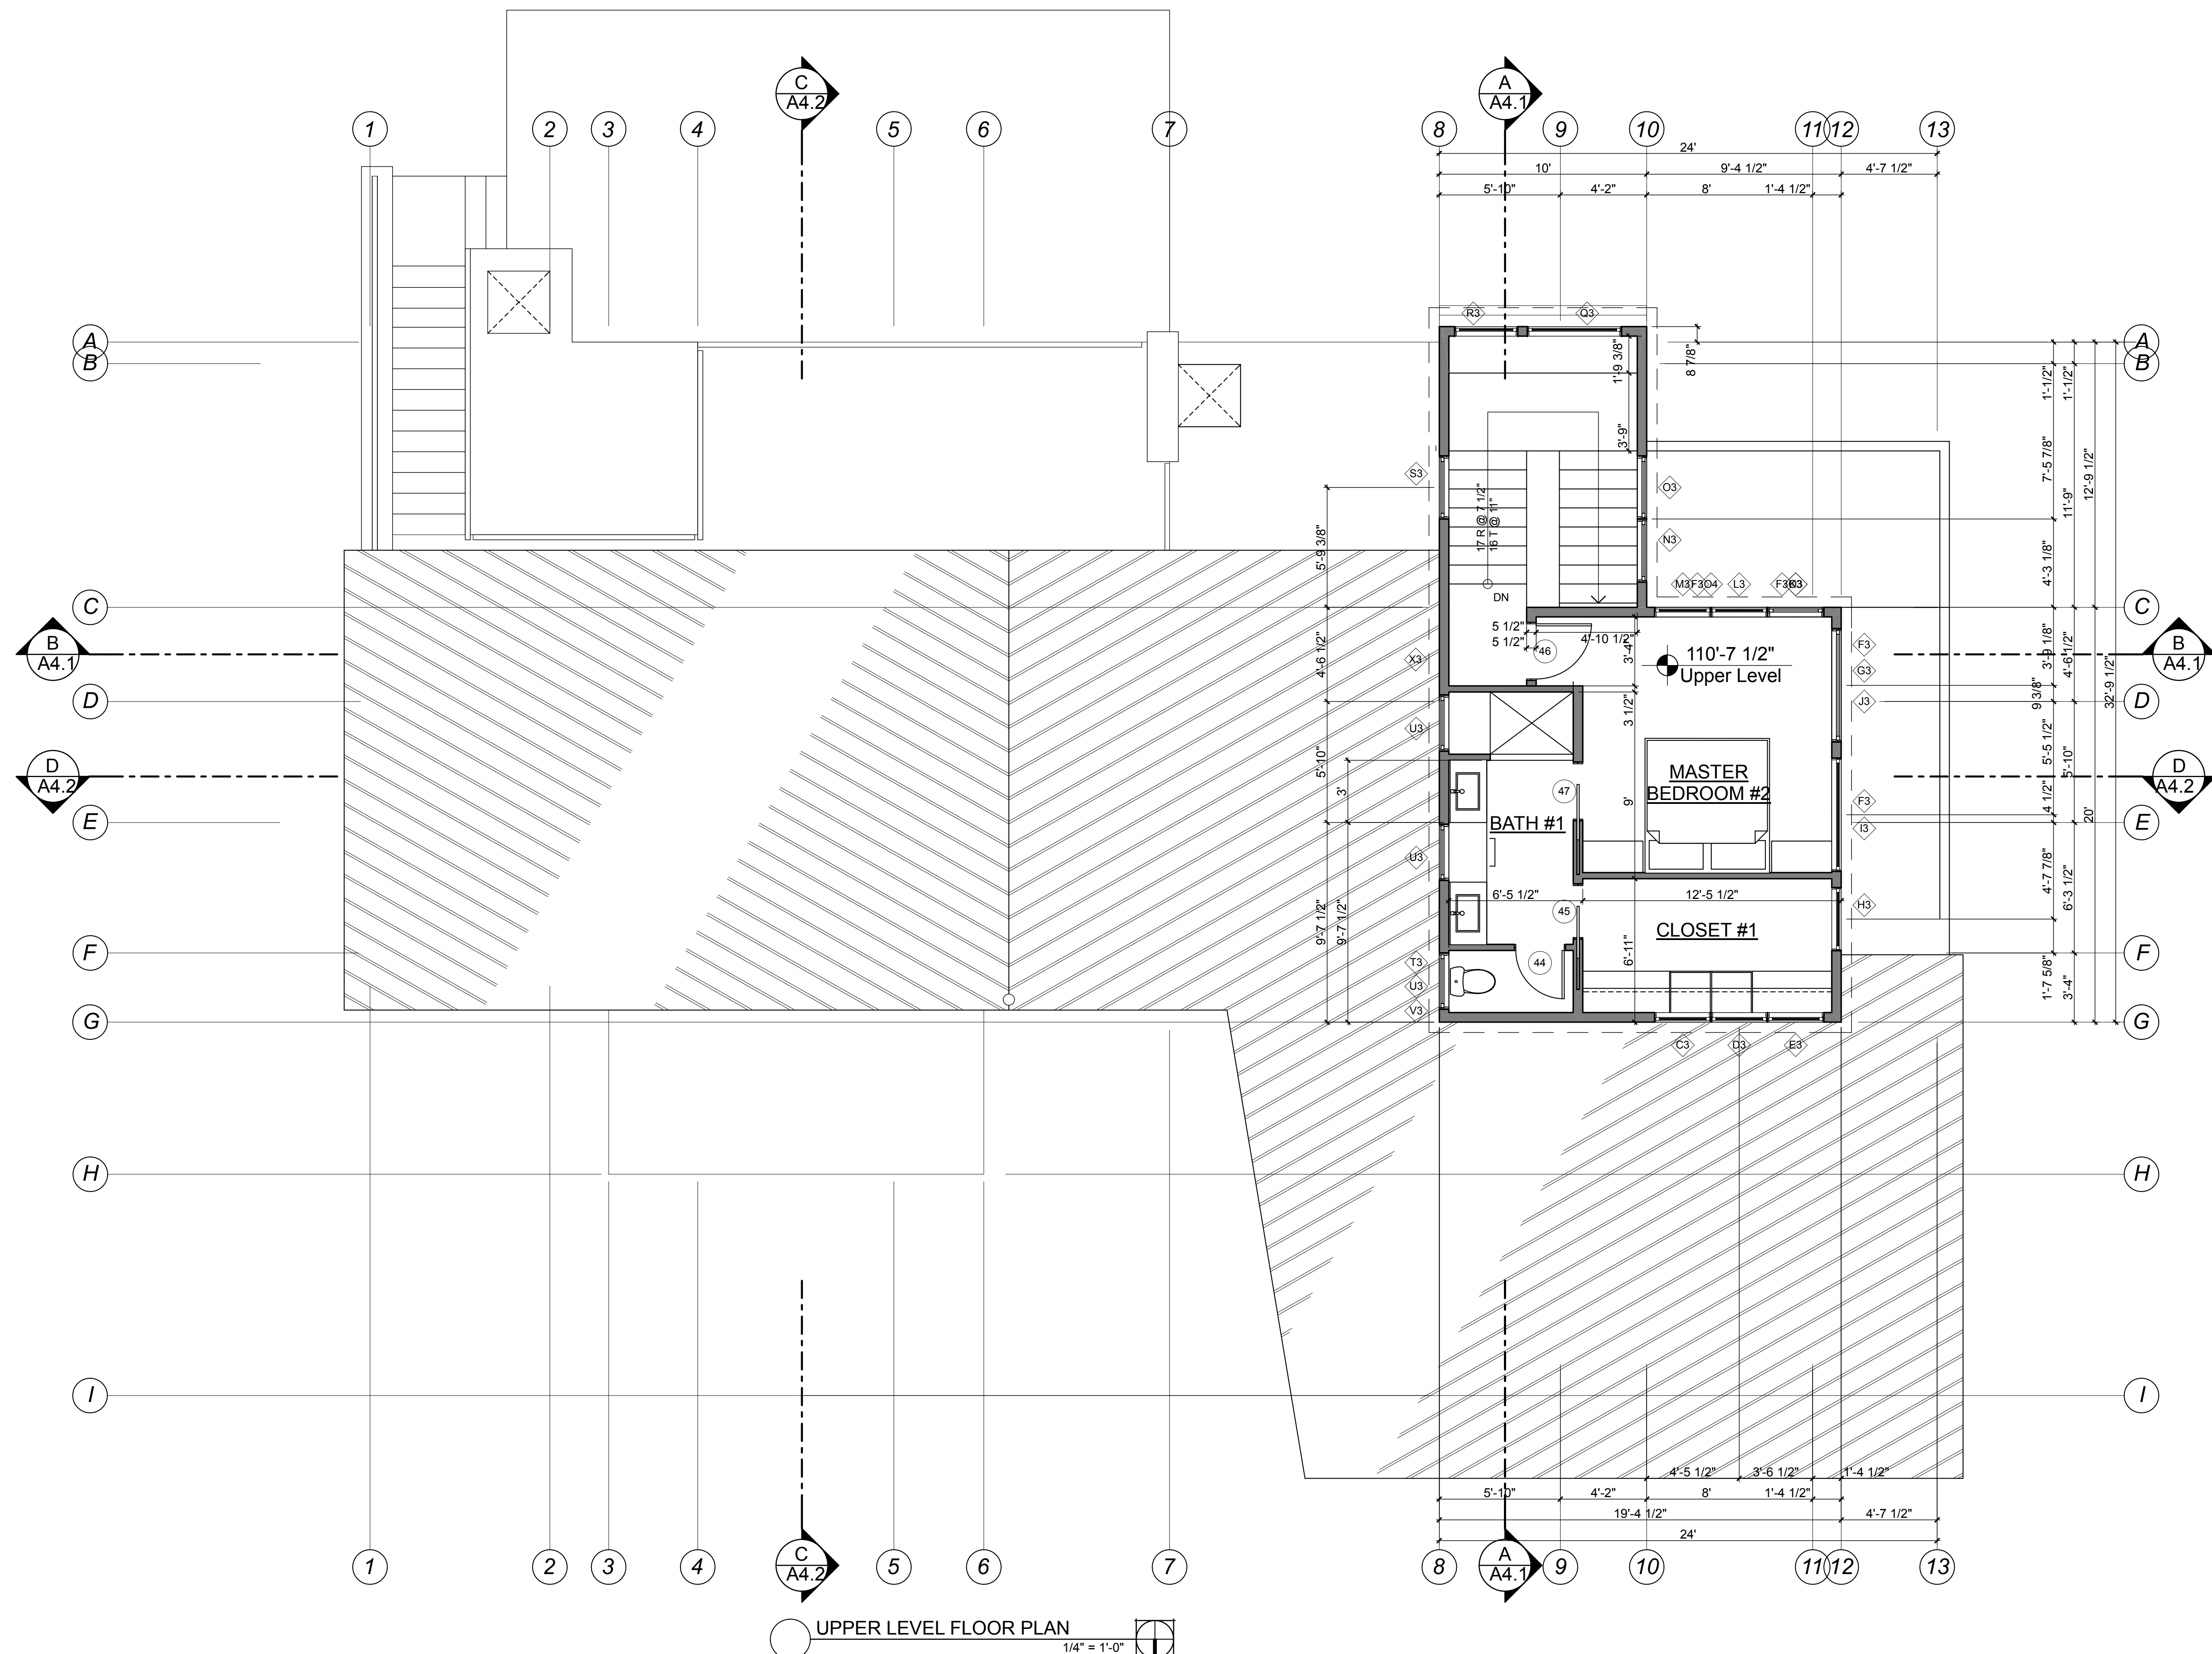 C
A4.2
A
A4.1
1
2
3
4
5
6
7
8
9
10
11
12
13
24'
10'
9'-4 1/2"
4'-7 1/2"
5'-10"
4'-2"
8'
1'-4 1/2"
R3
Q3
A
B
A
B
8 7/8"
1'-9 3/8"
3'-9"
1'-1/2"
1'-1/2"
7'-5 7/8"
11'-9"
12'-9 1/2"
S3
O3
N3
17 R @ 7 1/2"
16 T @ 11"
DN
5'-9 3/8"
4'-3 1/8"
M3
F3
O4
L3
F3
C
C
B
A4.1
B
A4.1
5 1/2"
5 1/2"
4'-10 1/2"
46
3'-4"
110'-7 1/2"
Upper Level
X3
4'-6 1/2"
F3
G3
J3
3'-9 1/8"
4'-6 1/2"
9 3/8"
32'-9 1/2"
D
D
3 1/2"
U3
5'-10"
5'-5 1/2"
5'-10"
D
A4.2
D
A4.2
MASTER
BEDROOM #2
47
3'
9'
BATH #1
F3
I3
4 1/2"
20'
E
E
U3
4'-7 7/8"
6'-3 1/2"
6'-5 1/2"
12'-5 1/2"
45
H3
9'-7 1/2"
9'-7 1/2"
CLOSET #1
6'-11"
F
F
44
T3
U3
V3
1'-7 5/8"
3'-4"
G
G
C3
D3
E3
H
H
I
I
4'-5 1/2"
3'-6 1/2"
1'-4 1/2"
5'-10"
4'-2"
8'
1'-4 1/2"
19'-4 1/2"
4'-7 1/2"
24'
1
2
3
4
C
A4.2
5
6
7
8
A
A4.1
9
10
11
12
13
UPPER LEVEL FLOOR PLAN
1/4" = 1'-0"